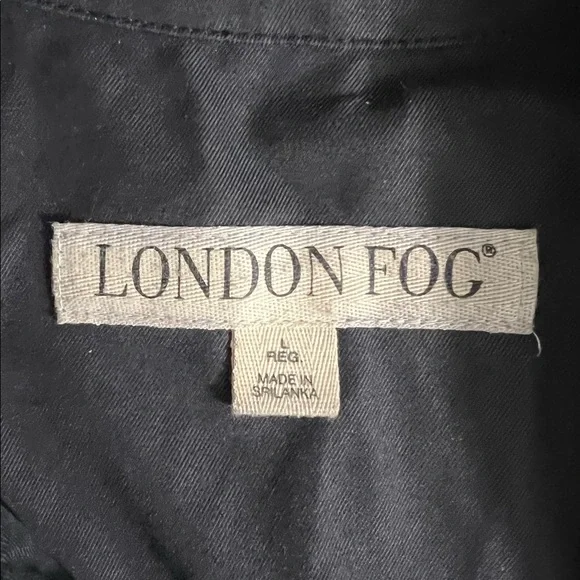 LONDON FOG®
L
REG
MADE IN
SRI LANKA